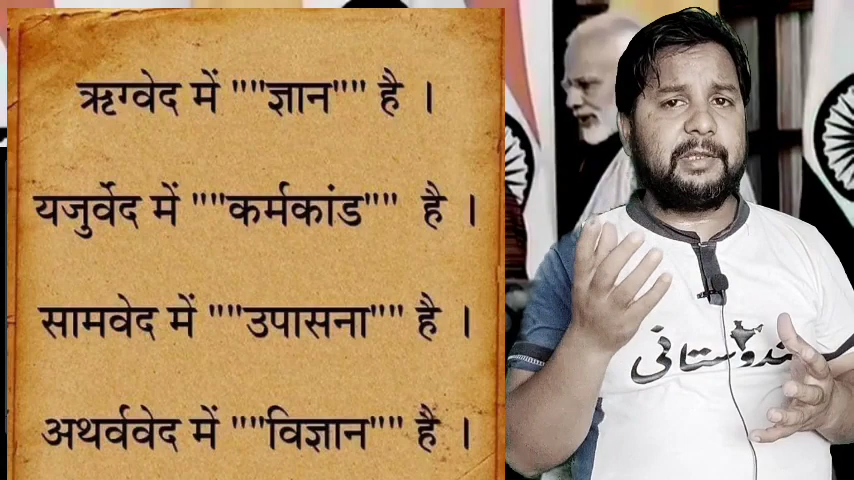 ऋग्वेद में ""ज्ञान"" है ।
यजुर्वेद में ""कर्मकांड"" है ।
सामवेद में ""उपासना"" है ।
अथर्ववेद में ""विज्ञान"" है ।